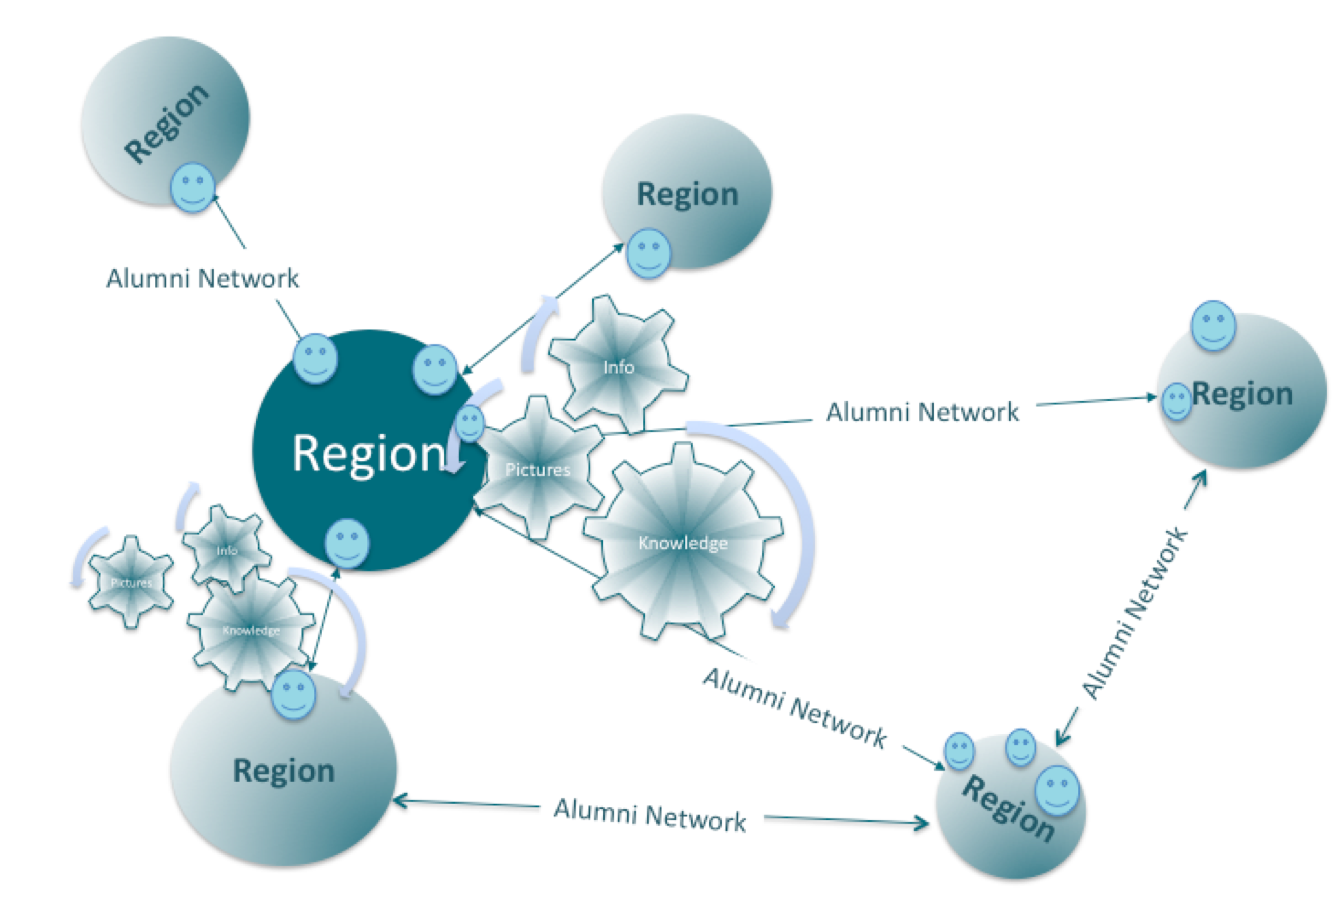 Region
Region
Alumni Network
Info
Region
Alumni Network
Region
Pictures
Knowledge
Info
Pictures
Knowledge
Alumni Network
Alumni Network
Region
Region
Alumni Network